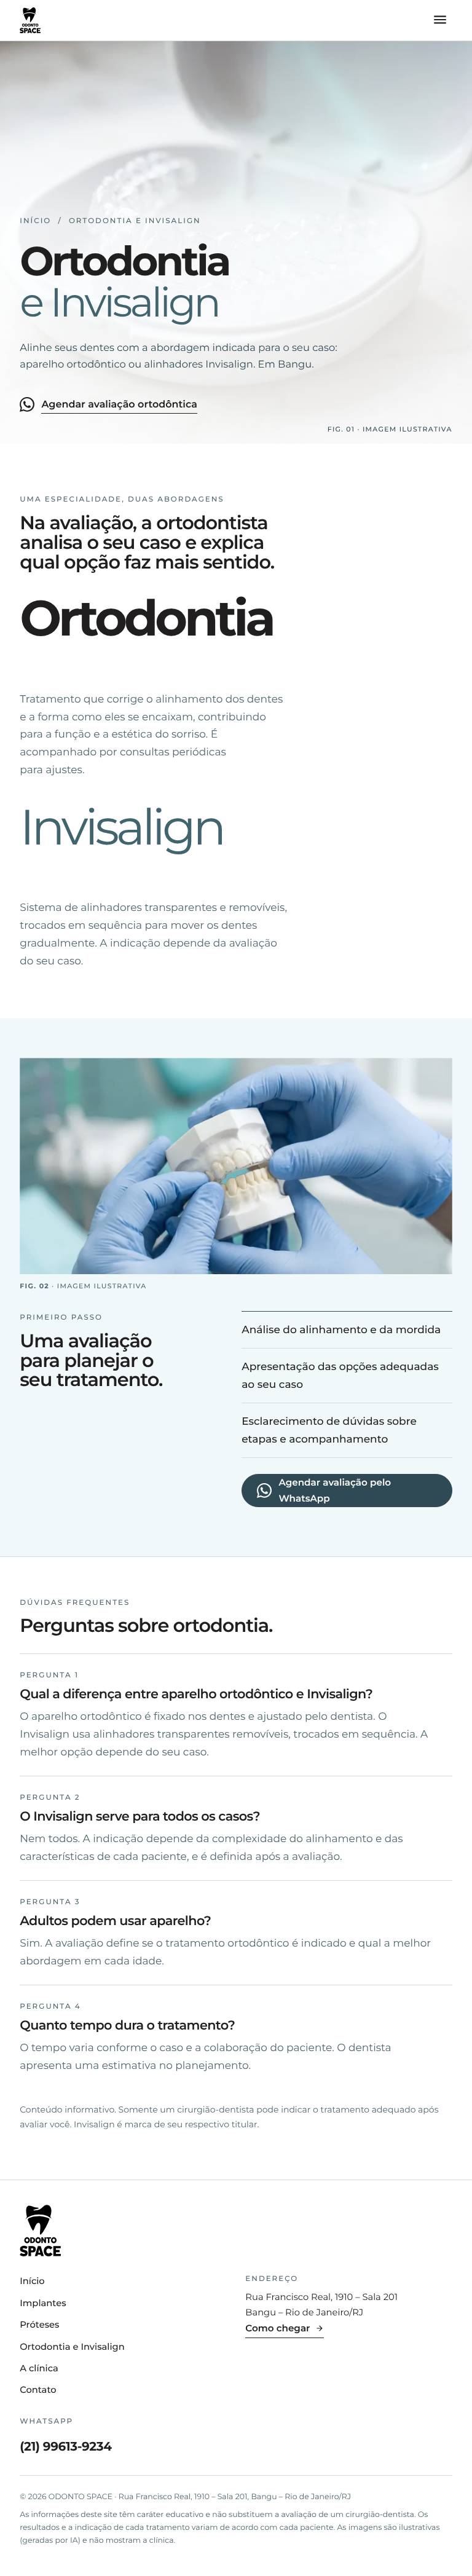 ODONTO
SPACE
INÍCIO / ORTODONTIA E INVISALIGN
Ortodontia
e Invisalign
Alinhe seus dentes com a abordagem indicada para o seu caso:
aparelho ortodôntico ou alinhadores Invisalign. Em Bangu.
Agendar avaliação ortodôntica
FIG. 01 · IMAGEM ILUSTRATIVA
UMA ESPECIALIDADE, DUAS ABORDAGENS
Na avaliação, a ortodontista
analisa o seu caso e explica
qual opção faz mais sentido.
Ortodontia
Tratamento que corrige o alinhamento dos dentes
e a forma como eles se encaixam, contribuindo
para a função e a estética do sorriso. É
acompanhado por consultas periódicas
para ajustes.
Invisalign
Sistema de alinhadores transparentes e removíveis,
trocados em sequência para mover os dentes
gradualmente. A indicação depende da avaliação
do seu caso.
FIG. 02 · IMAGEM ILUSTRATIVA
PRIMEIRO PASSO
Uma avaliação
para planejar o
seu tratamento.
Análise do alinhamento e da mordida
Apresentação das opções adequadas
ao seu caso
Esclarecimento de dúvidas sobre
etapas e acompanhamento
Agendar avaliação pelo
WhatsApp
DÚVIDAS FREQUENTES
Perguntas sobre ortodontia.
PERGUNTA 1
Qual a diferença entre aparelho ortodôntico e Invisalign?
O aparelho ortodôntico é fixado nos dentes e ajustado pelo dentista. O
Invisalign usa alinhadores transparentes removíveis, trocados em sequência. A
melhor opção depende do seu caso.
PERGUNTA 2
O Invisalign serve para todos os casos?
Nem todos. A indicação depende da complexidade do alinhamento e das
características de cada paciente, e é definida após a avaliação.
PERGUNTA 3
Adultos podem usar aparelho?
Sim. A avaliação define se o tratamento ortodôntico é indicado e qual a melhor
abordagem em cada idade.
PERGUNTA 4
Quanto tempo dura o tratamento?
O tempo varia conforme o caso e a colaboração do paciente. O dentista
apresenta uma estimativa no planejamento.
Conteúdo informativo. Somente um cirurgião-dentista pode indicar o tratamento adequado após
avaliar você. Invisalign é marca de seu respectivo titular.
ODONTO
SPACE
Início
Implantes
Próteses
Ortodontia e Invisalign
A clínica
Contato
ENDEREÇO
Rua Francisco Real, 1910 – Sala 201
Bangu – Rio de Janeiro/RJ
Como chegar →
WHATSAPP
(21) 99613-9234
© 2026 ODONTO SPACE · Rua Francisco Real, 1910 – Sala 201, Bangu – Rio de Janeiro/RJ
As informações deste site têm caráter educativo e não substituem a avaliação de um cirurgião-dentista. Os
resultados e a indicação de cada tratamento variam de acordo com cada paciente. As imagens são ilustrativas
(geradas por IA) e não mostram a clínica.